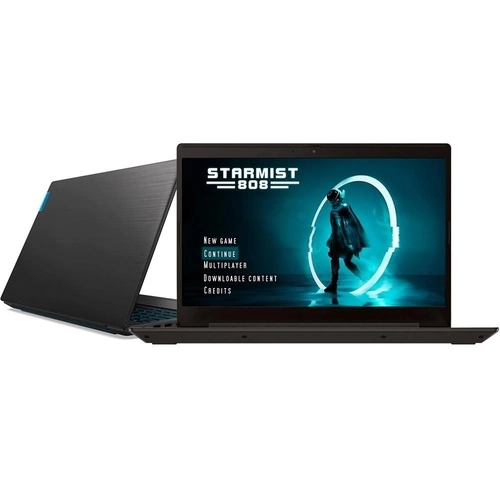 STARMIST
808
NEW GAME
CONTINUE
MULTIPLAYER
DOWNLOADABLE CONTENT
CREDITS